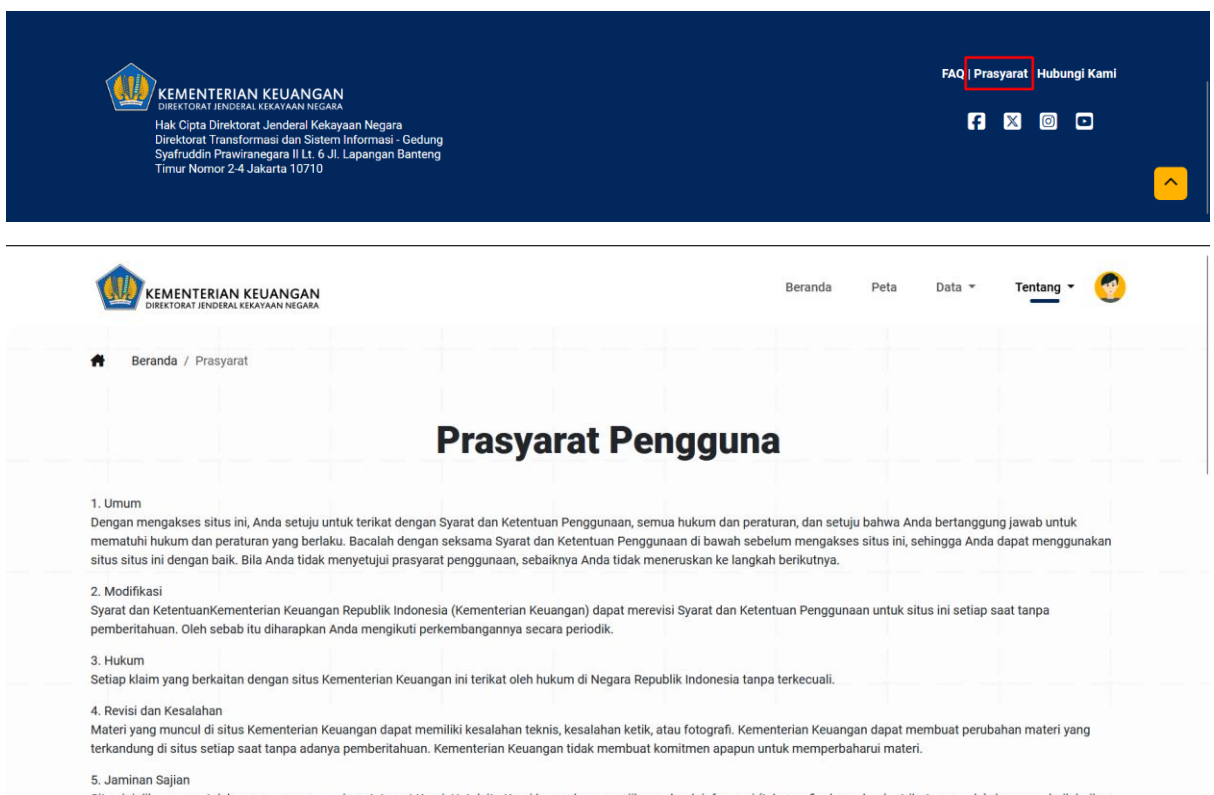 FAQ | Prasyarat | Hubungi Kami
KEMENTERIAN KEUANGAN
DIREKTORAT JENDERAL KEKAYAAN NEGARA
Hak Cipta Direktorat Jenderal Kekayaan Negara
Direktorat Transformasi dan Sistem Informasi - Gedung
Syafruddin Prawiranegara II Lt. 6 Jl. Lapangan Banteng
Timur Nomor 2-4 Jakarta 10710
KEMENTERIAN KEUANGAN
DIREKTORAT JENDERAL KEKAYAAN NEGARA
Beranda Peta Data Tentang
Beranda / Prasyarat
Prasyarat Pengguna
1. Umum
Dengan mengakses situs ini, Anda setuju untuk terikat dengan Syarat dan Ketentuan Penggunaan, semua hukum dan peraturan, dan setuju bahwa Anda bertanggung jawab untuk
mematuhi hukum dan peraturan yang berlaku. Bacalah dengan seksama Syarat dan Ketentuan Penggunaan di bawah sebelum mengakses situs ini, sehingga Anda dapat menggunakan
situs situs ini dengan baik. Bila Anda tidak menyetujui prasyarat penggunaan, sebaiknya Anda tidak meneruskan ke langkah berikutnya.
2. Modifikasi
Syarat dan KetentuanKementerian Keuangan Republik Indonesia (Kementerian Keuangan) dapat merevisi Syarat dan Ketentuan Penggunaan untuk situs ini setiap saat tanpa
pemberitahuan. Oleh sebab itu diharapkan Anda mengikuti perkembangannya secara periodik.
3. Hukum
Setiap klaim yang berkaitan dengan situs Kementerian Keuangan ini terikat oleh hukum di Negara Republik Indonesia tanpa terkecuali.
4. Revisi dan Kesalahan
Materi yang muncul di situs Kementerian Keuangan dapat memiliki kesalahan teknis, kesalahan ketik, atau fotografi. Kementerian Keuangan dapat membuat perubahan materi yang
terkandung di situs setiap saat tanpa adanya pemberitahuan. Kementerian Keuangan tidak membuat komitmen apapun untuk memperbaharui materi.
5. Jaminan Sajian